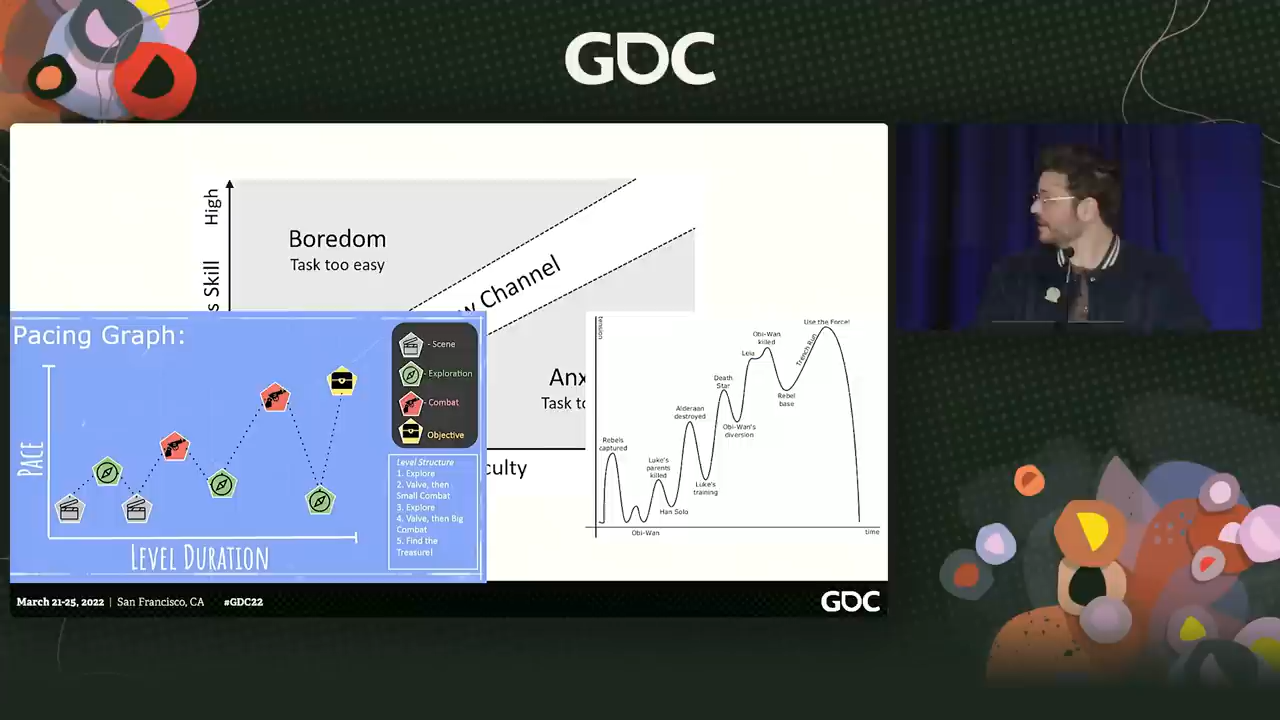 GDC
High
Boredom
Task too easy
s Skill
w Channel
Pacing Graph:
- Scene
- Exploration
- Combat
Objective
PACE
LEVEL DURATION
Level Structure
1. Explore
2. Valve, then
Small Combat
3. Explore
4. Valve, then Big
Combat
5. Find the
Treasure!
Anx
Task to
culty
tension
Use the Force!
Obi-Wan
killed
Leia
Trench Run
Rebel
base
Death
Star
Obi-Wan's
diversion
Alderaan
destroyed
Luke's
training
Rebels
captured
Luke's
parents
killed
Han Solo
Obi-Wan
time
March 21-25, 2022 | San Francisco, CA #GDC22
GDC